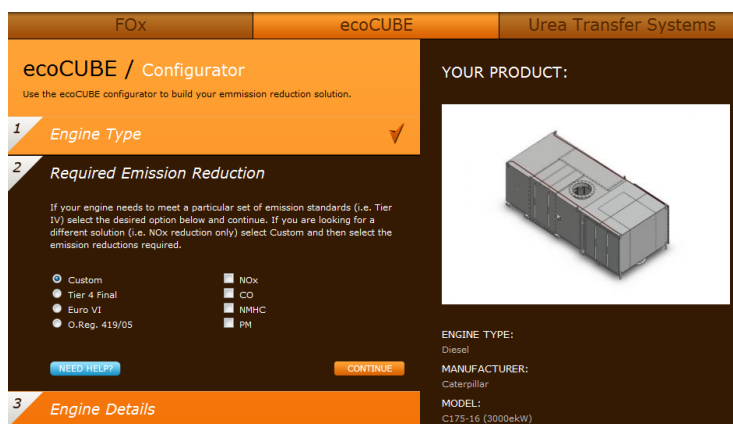 FOx
ecoCUBE
Urea Transfer Systems
ecoCUBE / Configurator
Use the ecoCUBE configurator to build your emmission reduction solution.
1
Engine Type
2
Required Emission Reduction
If your engine needs to meet a particular set of emission standards (i.e. Tier
IV) select the desired option below and continue. If you are looking for a
different solution (i.e. NOx reduction only) select Custom and then select the
emission reductions required.
Custom
Tier 4 Final
Euro VI
O.Reg. 419/05
NOx
CO
NMHC
PM
NEED HELP?
CONTINUE
3
Engine Details
YOUR PRODUCT:
ENGINE TYPE:
Diesel
MANUFACTURER:
Caterpillar
MODEL:
C175-16 (3000ekW)